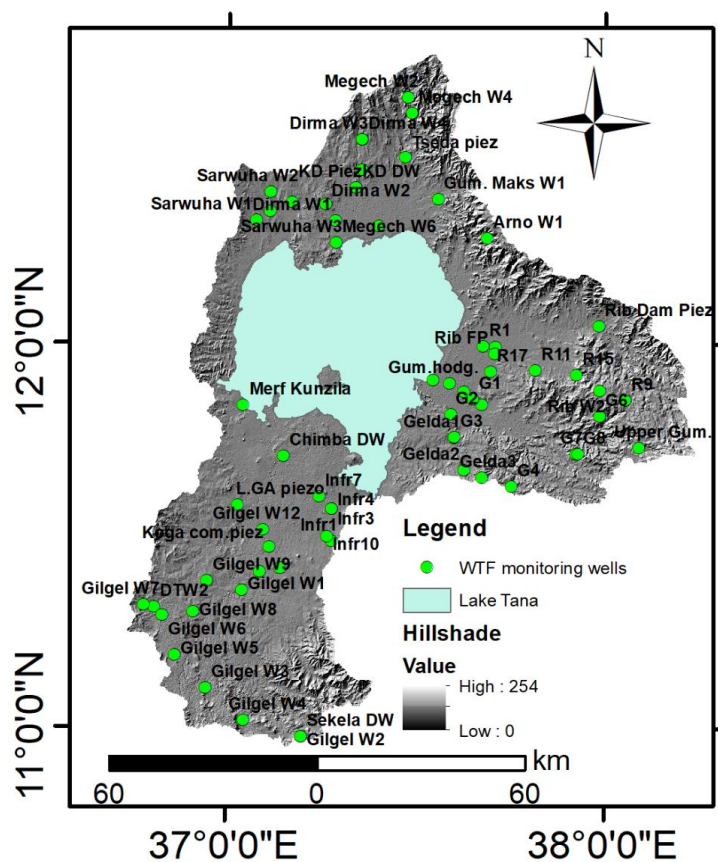 N
Megech W2
Megech W4
Dirma W3
Dirma W4
Tseda piez
KD Piez
KD DW
Sarwuha W2
Dirma W2
Gum. Maks W1
Sarwuha W1
Dirma W1
Sarwuha W3
Megech W6
Arno W1
12°0'0"N
Rib Dam Piez
Rib FP
R1
R17
R11
R15
Gum.hodg.
G1
R9
Merf Kunzila
G2
G6
Rib W2
Gelda1
G3
Chimba DW
Upper Gum.
Gelda2
Gelda3
G7
G8
G4
Infr7
L.GA piezo
Infr4
Gilgel W12
Infr3
Koga com.piez
Infr1
Infr10
Gilgel W9
Gilgel W7
DTW2
Gilgel W1
Gilgel W8
Gilgel W6
Gilgel W5
Gilgel W3
Gilgel W4
Sekela DW
Gilgel W2
11°0'0"N
Legend
WTF monitoring wells
Lake Tana
Hillshade
Value
High : 254
Low : 0
km
60
0
60
37°0'0"E
38°0'0"E